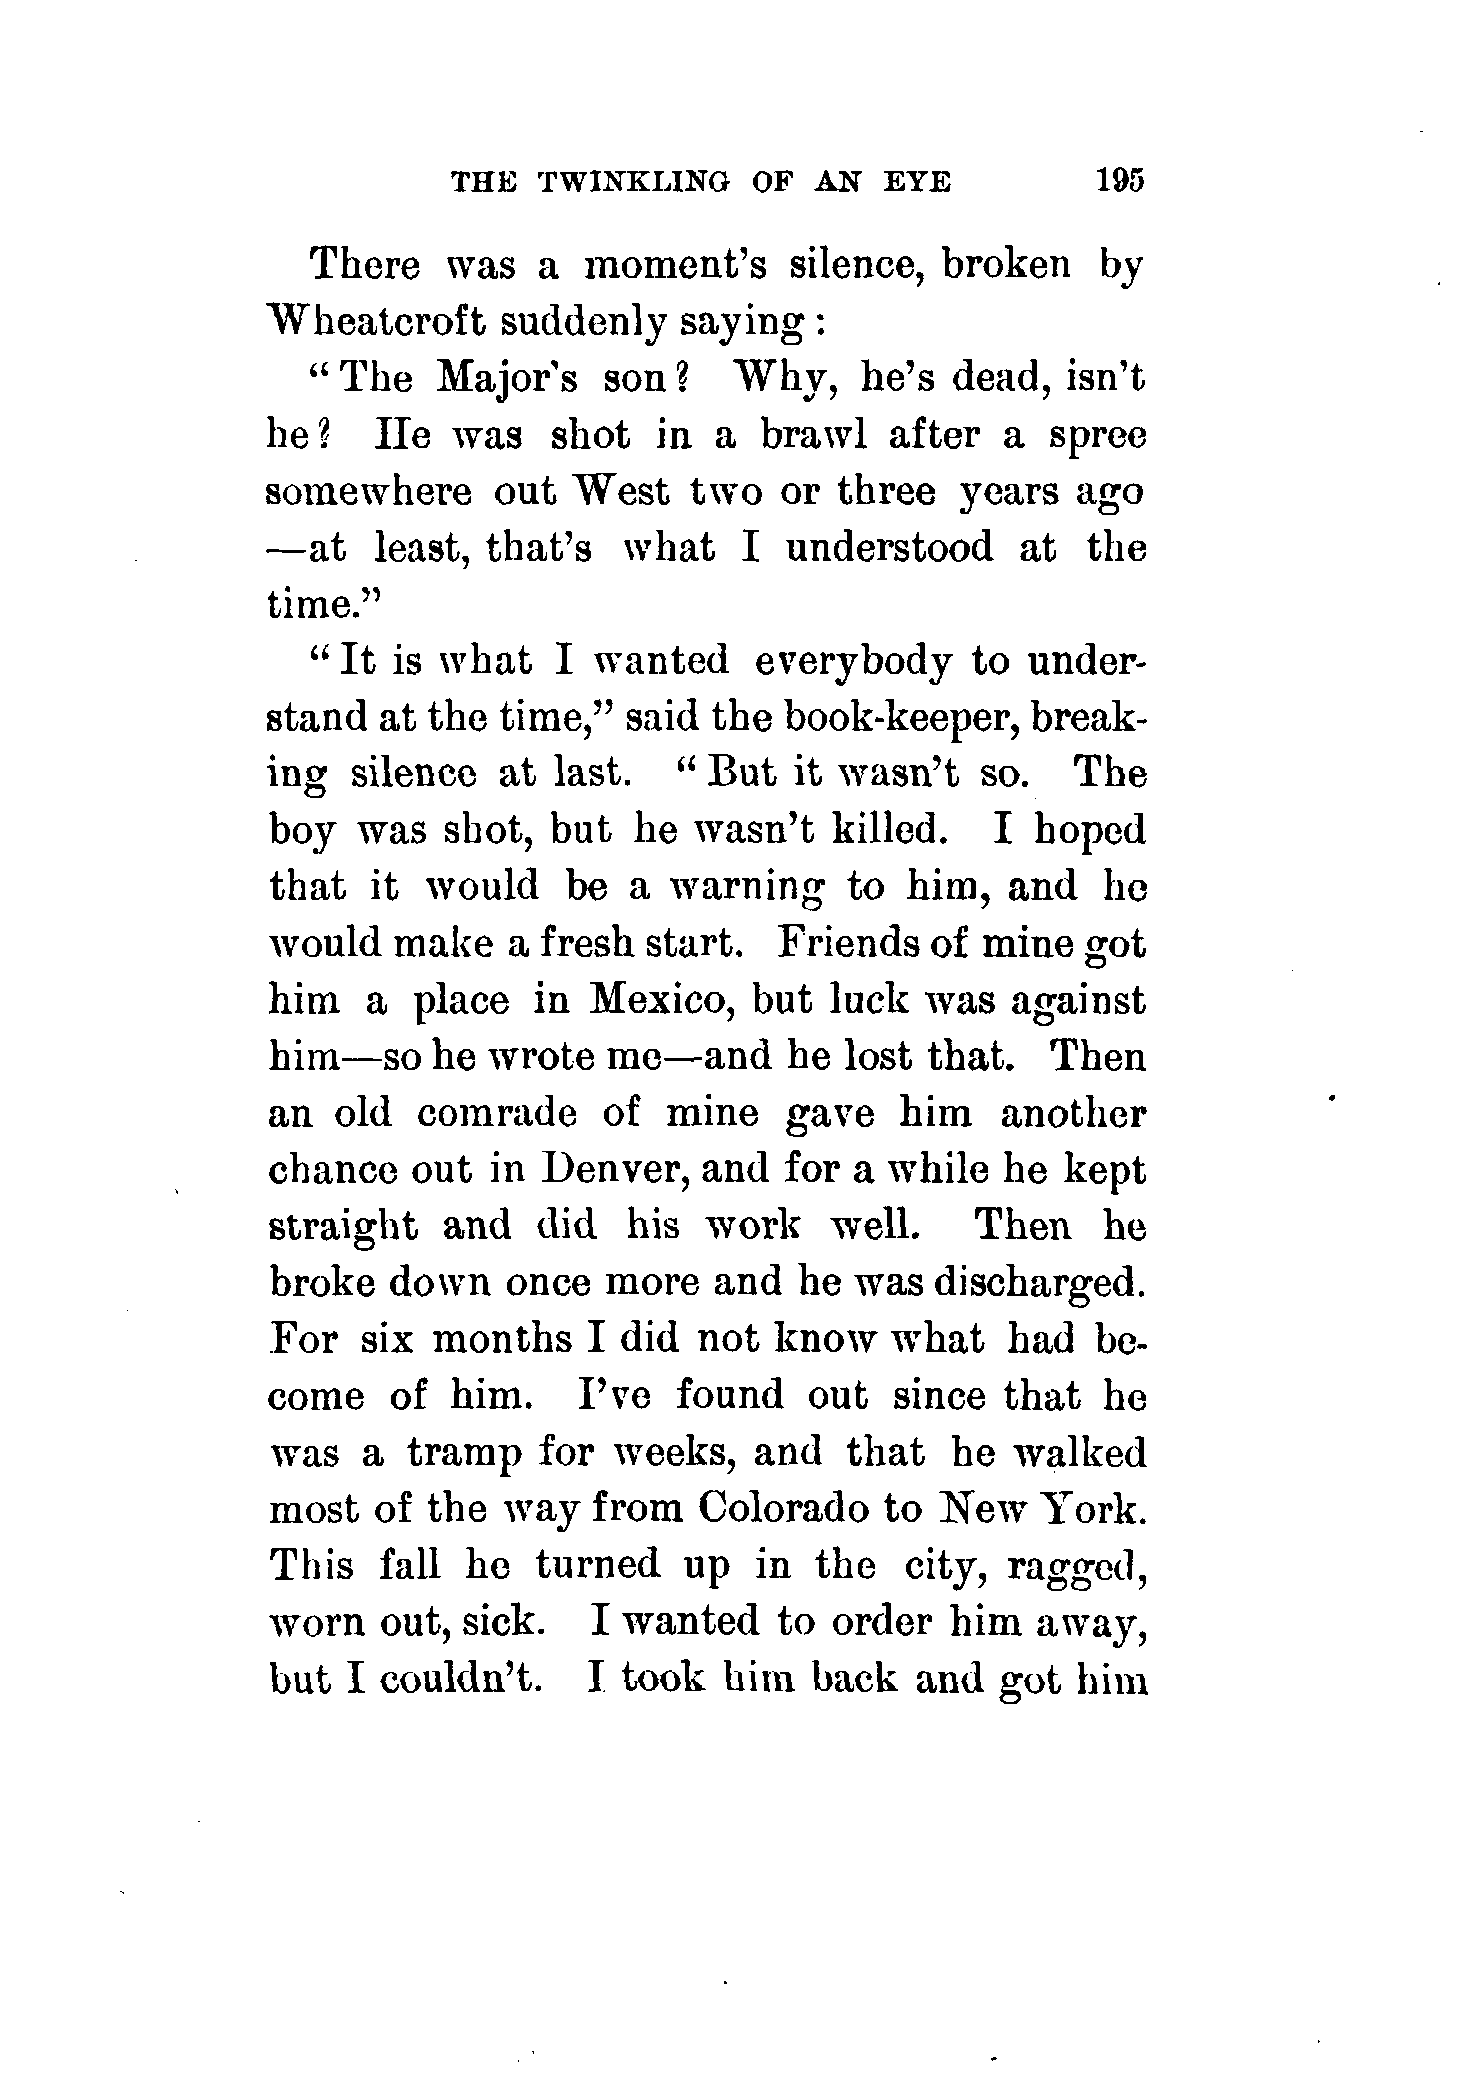 THE TWINKLING OF AN EYE 195
There was a moment's silence, broken by
Wheatcroft suddenly saying :
“ The Major's son ? Why, he's dead, isn't
he ? He was shot in a brawl after a spree
somewhere out West two or three years ago
—at least, that's what I understood at the
time.”
“ It is what I wanted everybody to under-
stand at the time,” said the book-keeper, break-
ing silence at last. “ But it wasn't so. The
boy was shot, but he wasn't killed. I hoped
that it would be a warning to him, and he
would make a fresh start. Friends of mine got
him a place in Mexico, but luck was against
him—so he wrote me—and he lost that. Then
an old comrade of mine gave him another
chance out in Denver, and for a while he kept
straight and did his work well. Then he
broke down once more and he was discharged.
For six months I did not know what had be-
come of him. I've found out since that he
was a tramp for weeks, and that he walked
most of the way from Colorado to New York.
This fall he turned up in the city, ragged,
worn out, sick. I wanted to order him away,
but I couldn't. I took him back and got him